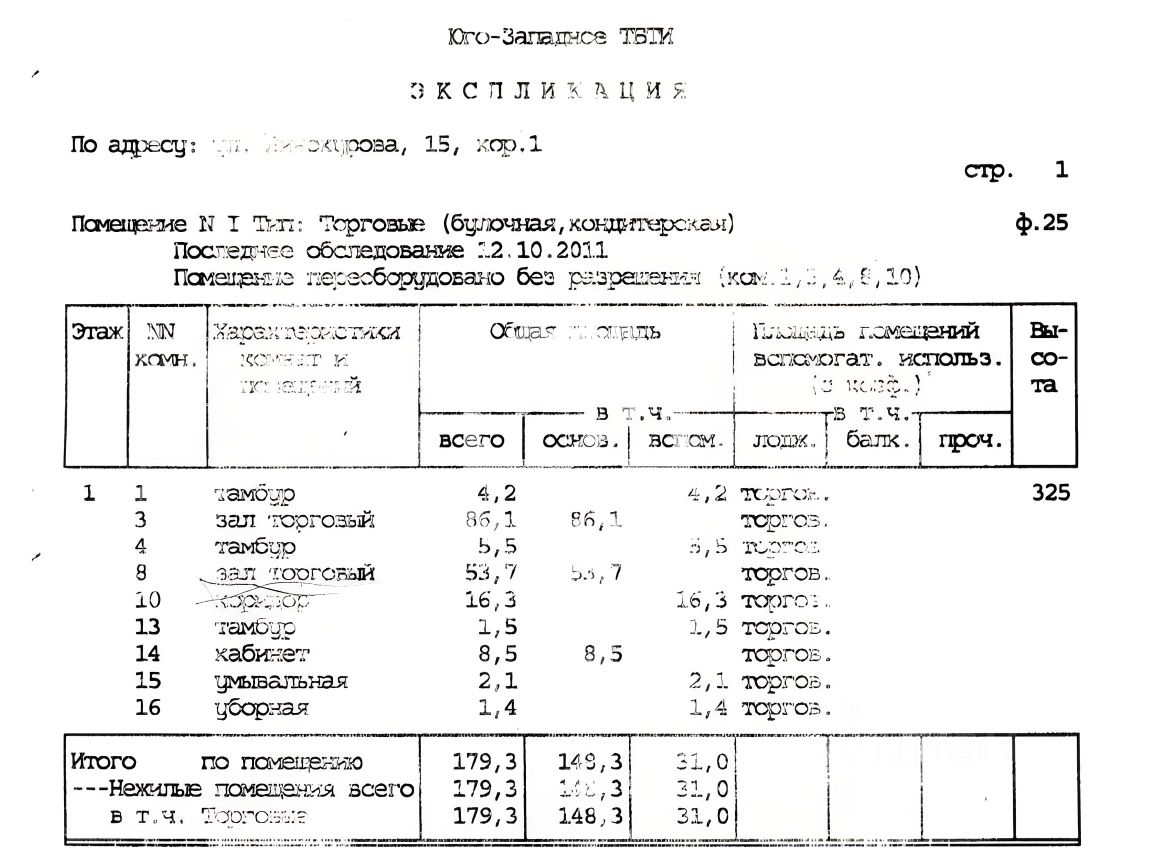 Юго-Западное ТБТИ
Э К С П Л И К А Ц И Я
По адресу: ул. Винокурова, 15, кор.1
стр. 1
Помещение N I Тип: Торговые (булочная,кондитерская) ф.25
Последнее обследование 12.10.2011
Помещение переоборудовано без разрешения (ком.1,3,4,8,10)
Этаж NN Характеристики Общая площадь Площадь помещений Вы-
комн. комнат и вспомогат. использ. со-
помещений (с коэф.) та
в т.ч. в т.ч.
всего основ. вспом. лодж. балк. проч.
1 1 тамбур 4,2 4,2 торгов. 325
3 зал торговый 86,1 86,1 торгов.
4 тамбур 5,5 5,5 торгов.
8 зал торговый 53,7 53,7 торгов.
10 коридор 16,3 16,3 торгов.
13 тамбур 1,5 1,5 торгов.
14 кабинет 8,5 8,5 торгов.
15 умывальная 2,1 2,1 торгов.
16 уборная 1,4 1,4 торгов.
Итого по помещению 179,3 148,3 31,0
---Нежилые помещения всего 179,3 148,3 31,0
в т.ч. Торговые 179,3 148,3 31,0